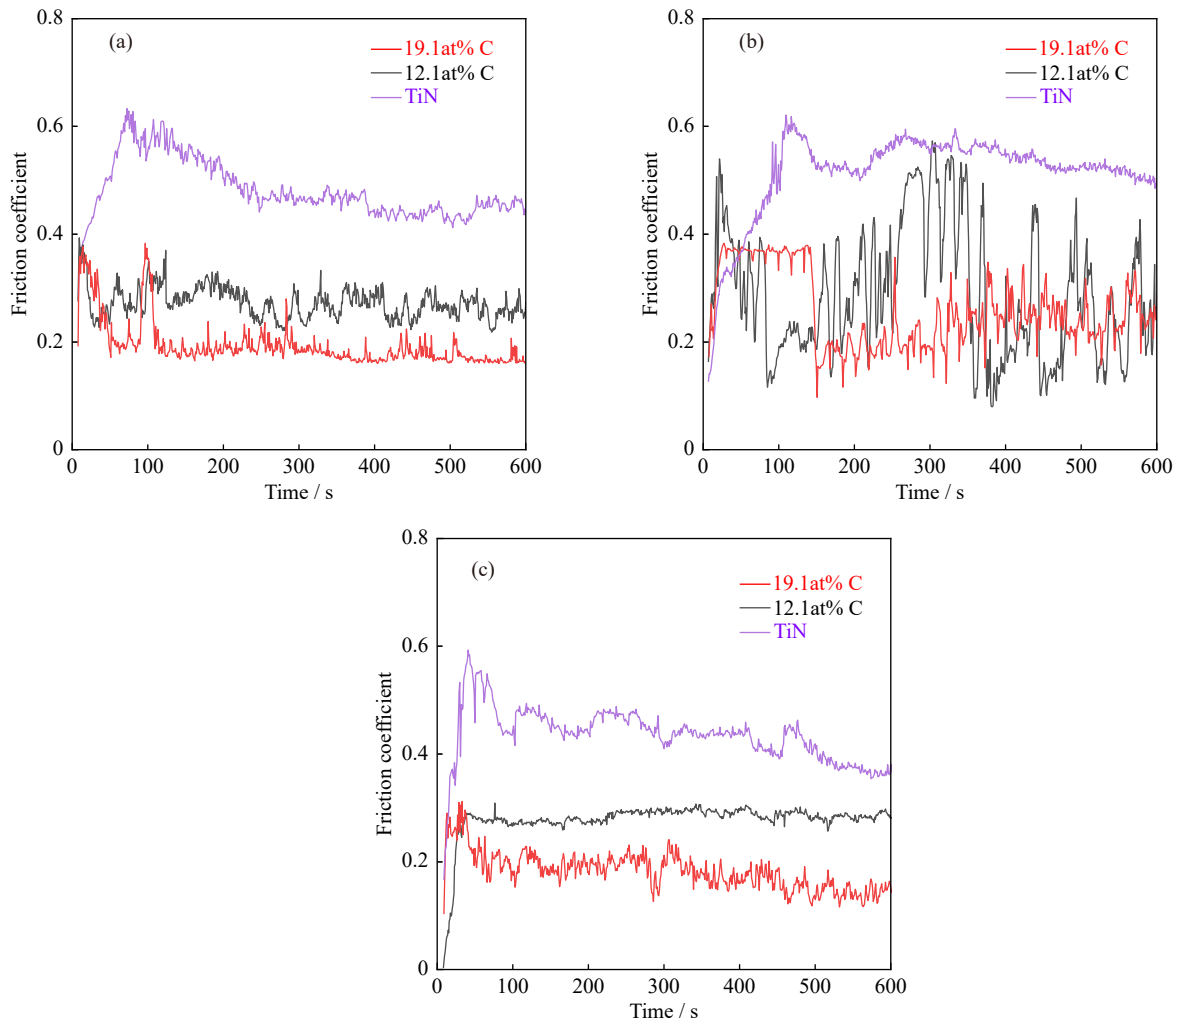 (a)
19.1at% C
12.1at% C
TiN
Friction coefficient
0.8
0.6
0.4
0.2
0
0 100 200 300 400 500 600
Time / s
(b)
19.1at% C
12.1at% C
TiN
Friction coefficient
0.8
0.6
0.4
0.2
0
0 100 200 300 400 500 600
Time / s
(c)
19.1at% C
12.1at% C
TiN
Friction coefficient
0.8
0.6
0.4
0.2
0
0 100 200 300 400 500 600
Time / s